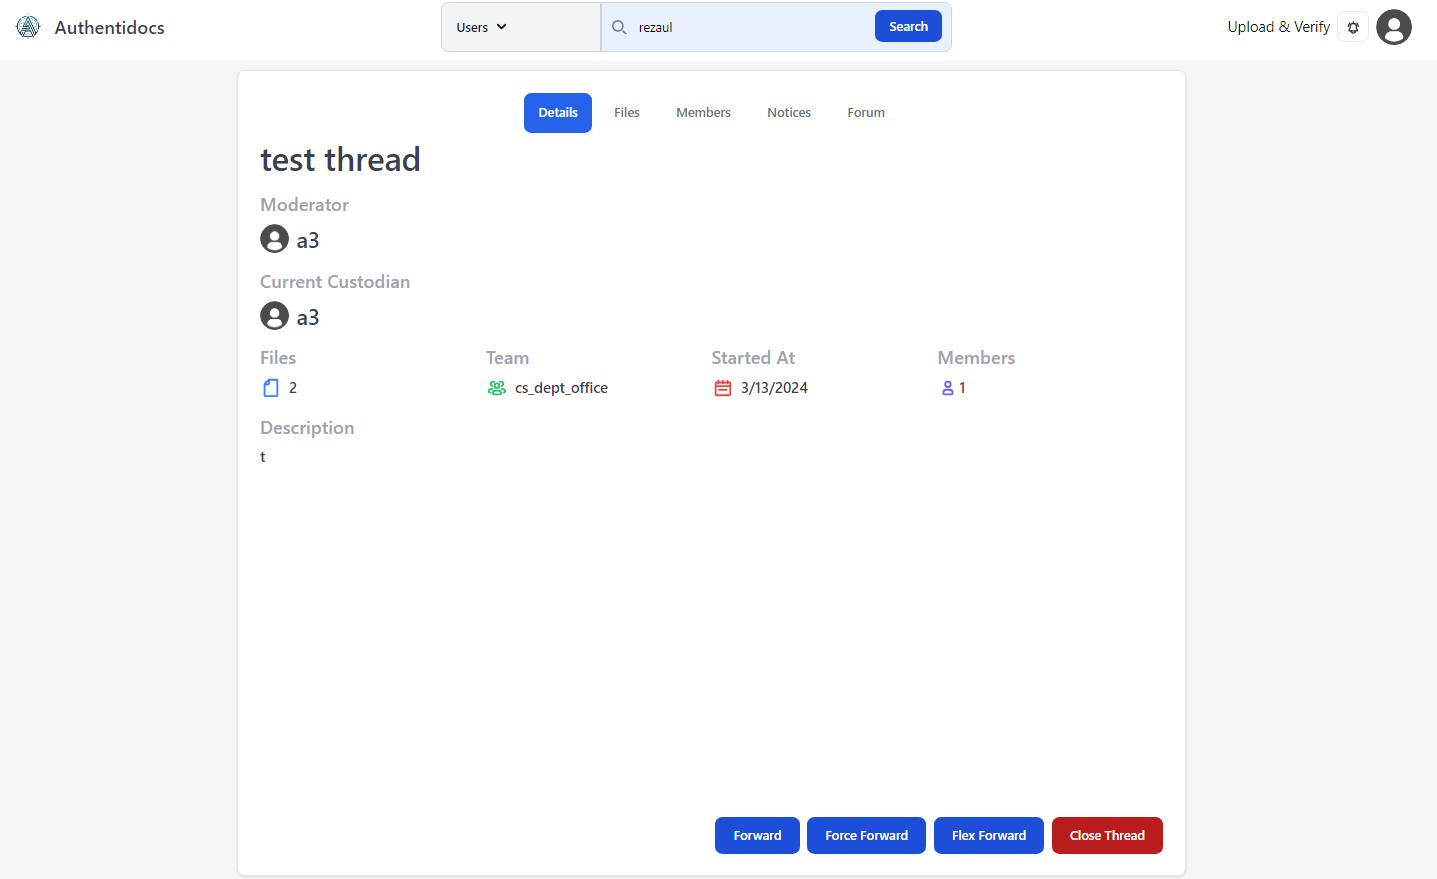 Authentidocs
Users
rezaul
Search
Upload & Verify
Details
Files
Members
Notices
Forum
test thread
Moderator
a3
Current Custodian
a3
Files
Team
Started At
Members
2
cs_dept_office
3/13/2024
1
Description
t
Forward
Force Forward
Flex Forward
Close Thread